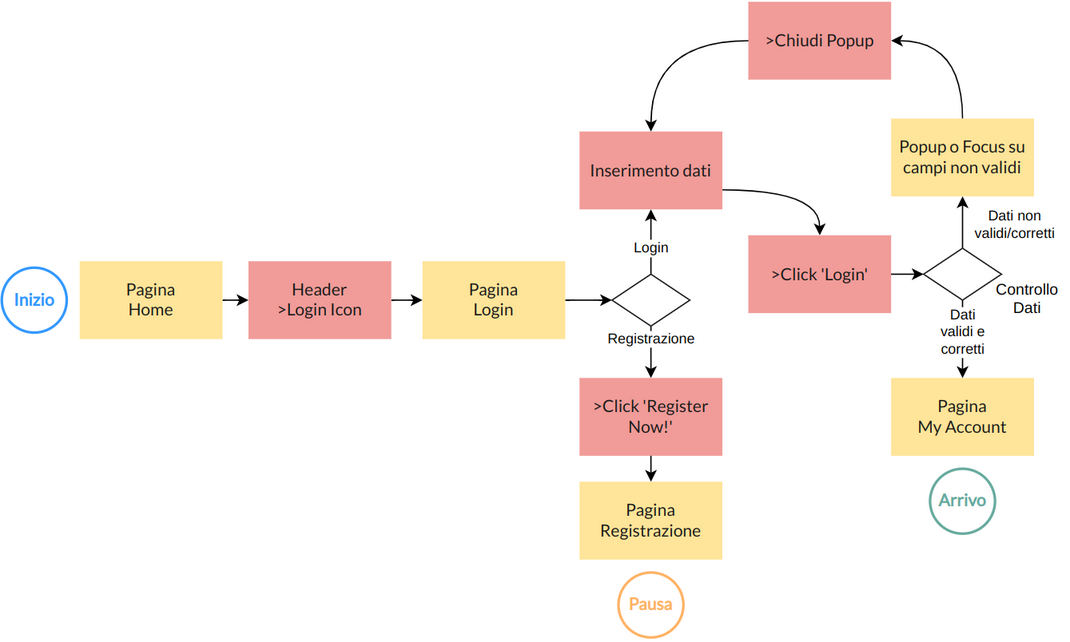 >Chiudi Popup
Popup o Focus su
campi non validi
Inserimento dati
Dati non
validi/corretti
Login
>Click 'Login'
Controllo
Dati
Inizio
Pagina
Home
Header
>Login Icon
Pagina
Login
Registrazione
Dati
validi e
corretti
>Click 'Register
Now!'
Pagina
My Account
Arrivo
Pagina
Registrazione
Pausa